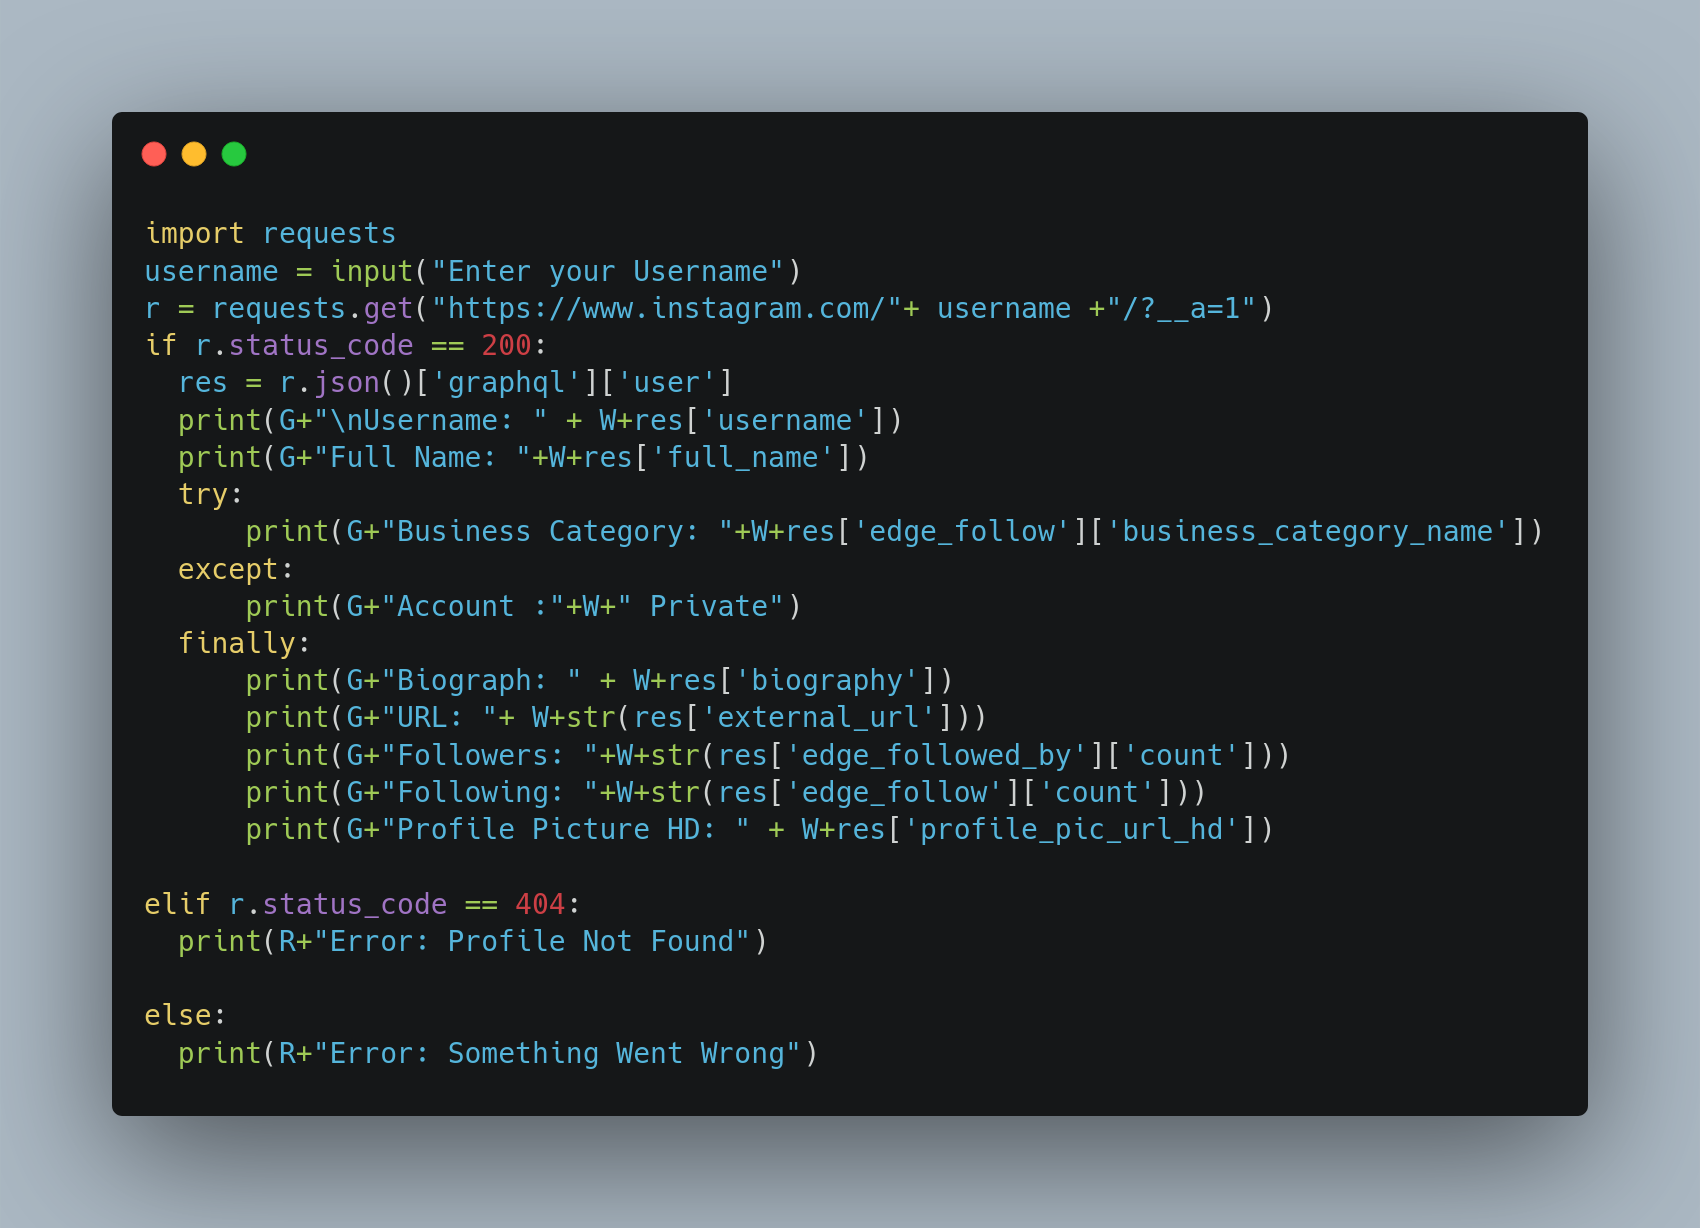 import requests
username = input("Enter your Username")
r = requests.get("https://www.instagram.com/"+ username +"/?__a=1")
if r.status_code == 200:
  res = r.json()['graphql']['user']
  print(G+"\nUsername: " + W+res['username'])
  print(G+"Full Name: "+W+res['full_name'])
  try:
      print(G+"Business Category: "+W+res['edge_follow']['business_category_name'])
  except:
      print(G+"Account :"+W+" Private")
  finally:
      print(G+"Biograph: " + W+res['biography'])
      print(G+"URL: "+ W+str(res['external_url']))
      print(G+"Followers: "+W+str(res['edge_followed_by']['count']))
      print(G+"Following: "+W+str(res['edge_follow']['count']))
      print(G+"Profile Picture HD: " + W+res['profile_pic_url_hd'])

elif r.status_code == 404:
  print(R+"Error: Profile Not Found")

else:
  print(R+"Error: Something Went Wrong")